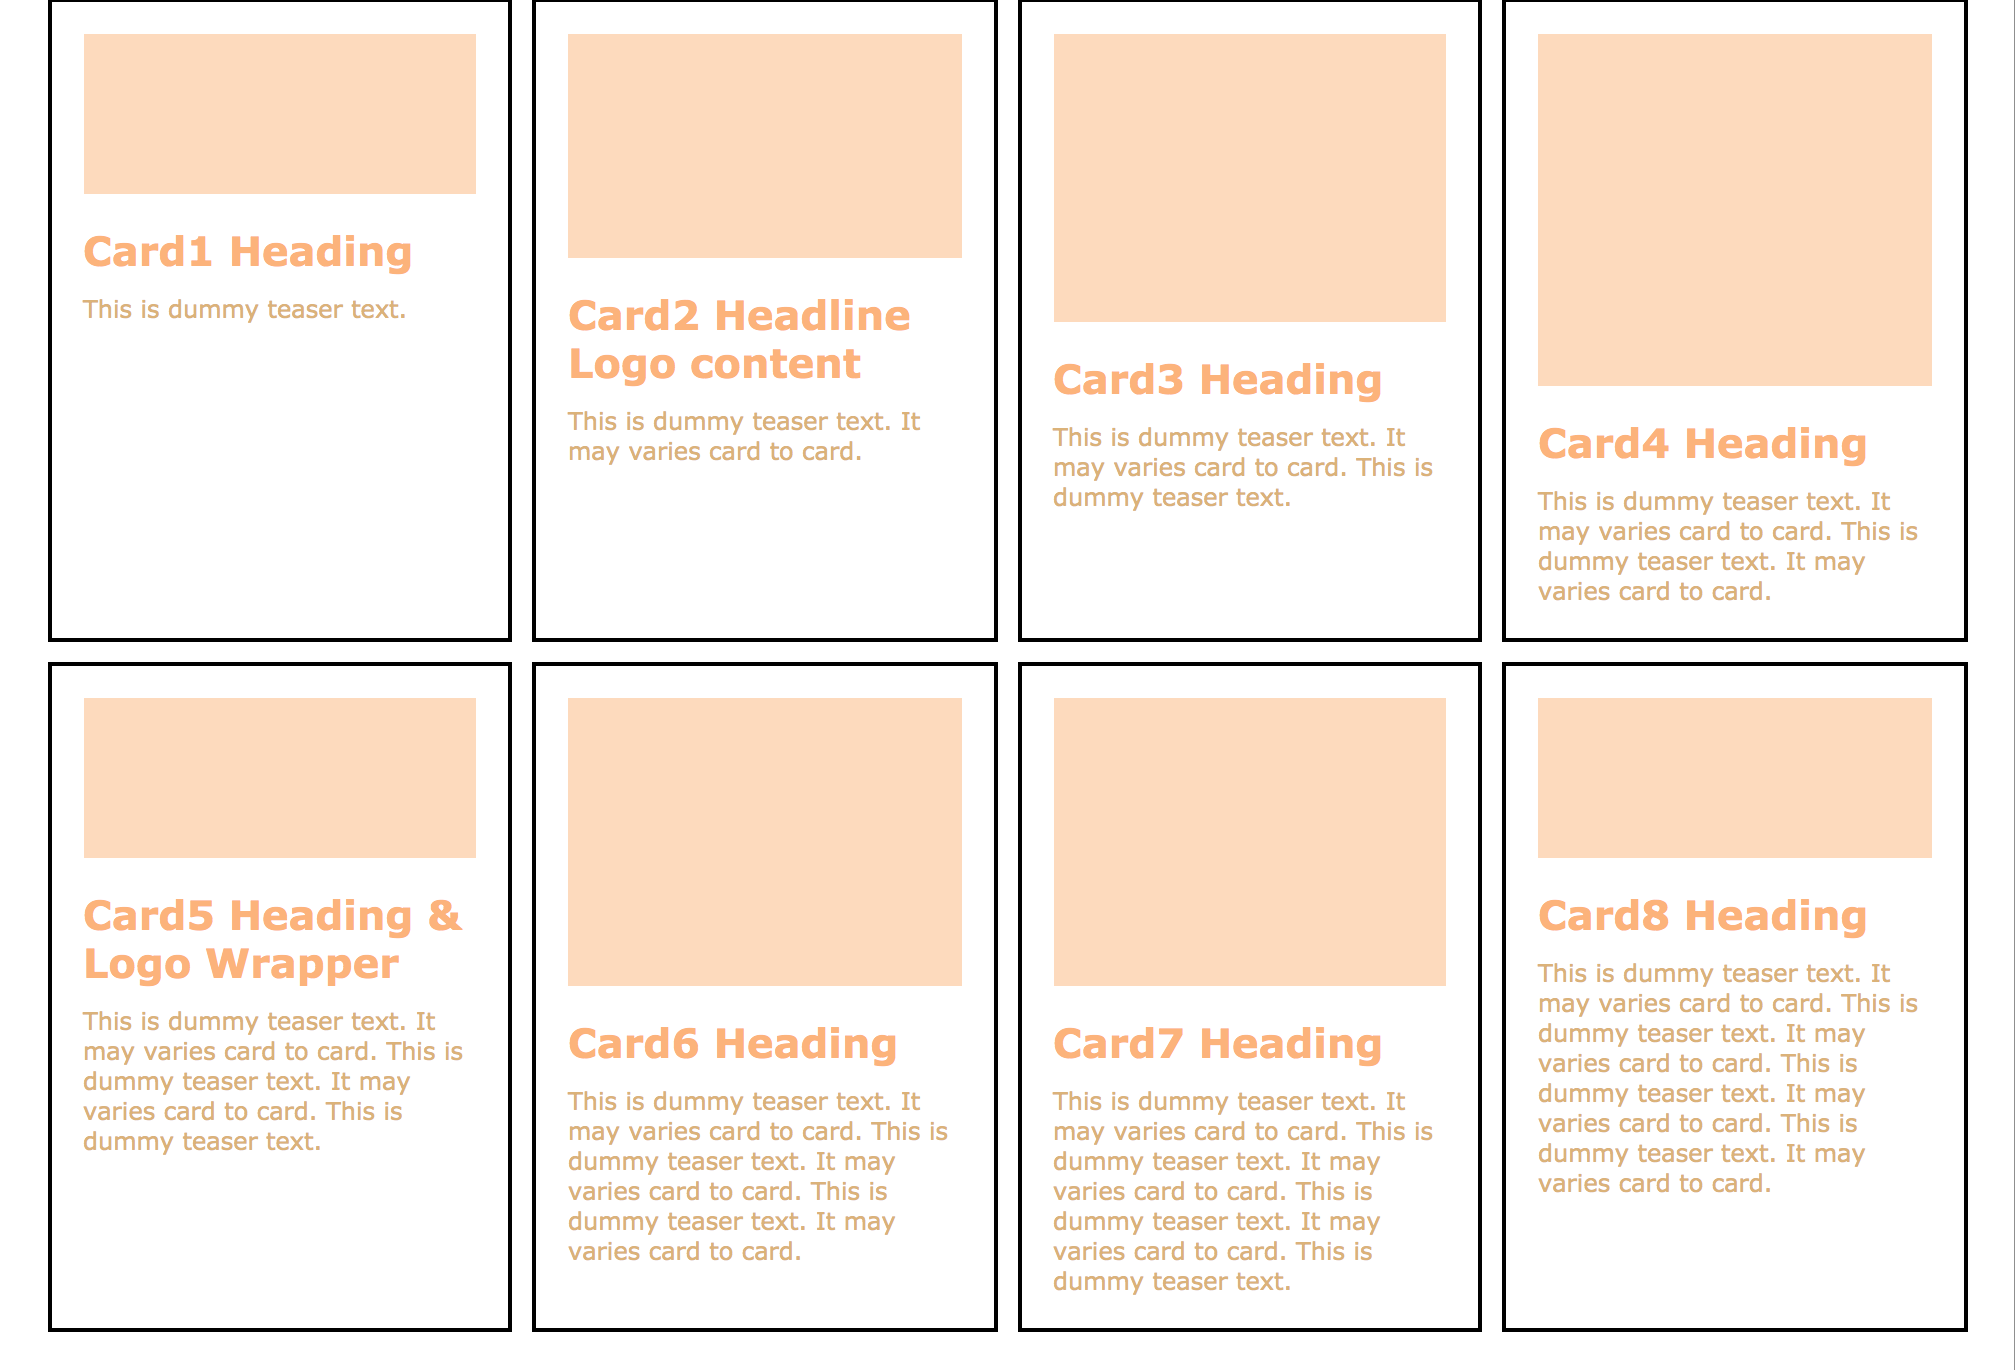 Card1 Heading
This is dummy teaser text.
Card2 Headline
Logo content
This is dummy teaser text. It
may varies card to card.
Card3 Heading
This is dummy teaser text. It
may varies card to card. This is
dummy teaser text.
Card4 Heading
This is dummy teaser text. It
may varies card to card. This is
dummy teaser text. It may
varies card to card.
Card5 Heading &
Logo Wrapper
This is dummy teaser text. It
may varies card to card. This is
dummy teaser text. It may
varies card to card. This is
dummy teaser text.
Card6 Heading
This is dummy teaser text. It
may varies card to card. This is
dummy teaser text. It may
varies card to card. This is
dummy teaser text. It may
varies card to card.
Card7 Heading
This is dummy teaser text. It
may varies card to card. This is
dummy teaser text. It may
varies card to card. This is
dummy teaser text. It may
varies card to card. This is
dummy teaser text.
Card8 Heading
This is dummy teaser text. It
may varies card to card. This is
dummy teaser text. It may
varies card to card. This is
dummy teaser text. It may
varies card to card. This is
dummy teaser text. It may
varies card to card.